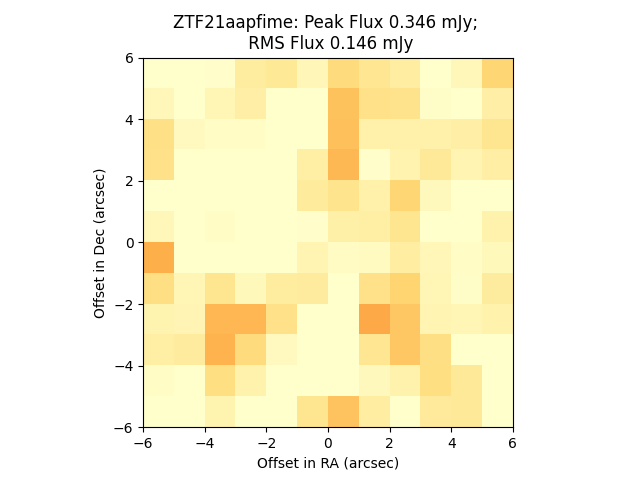 ZTF21aapfime: Peak Flux 0.346 mJy;
RMS Flux 0.146 mJy
6
4
2
0
−2
−4
−6
Offset in Dec (arcsec)
−6 −4 −2 0 2 4 6
Offset in RA (arcsec)